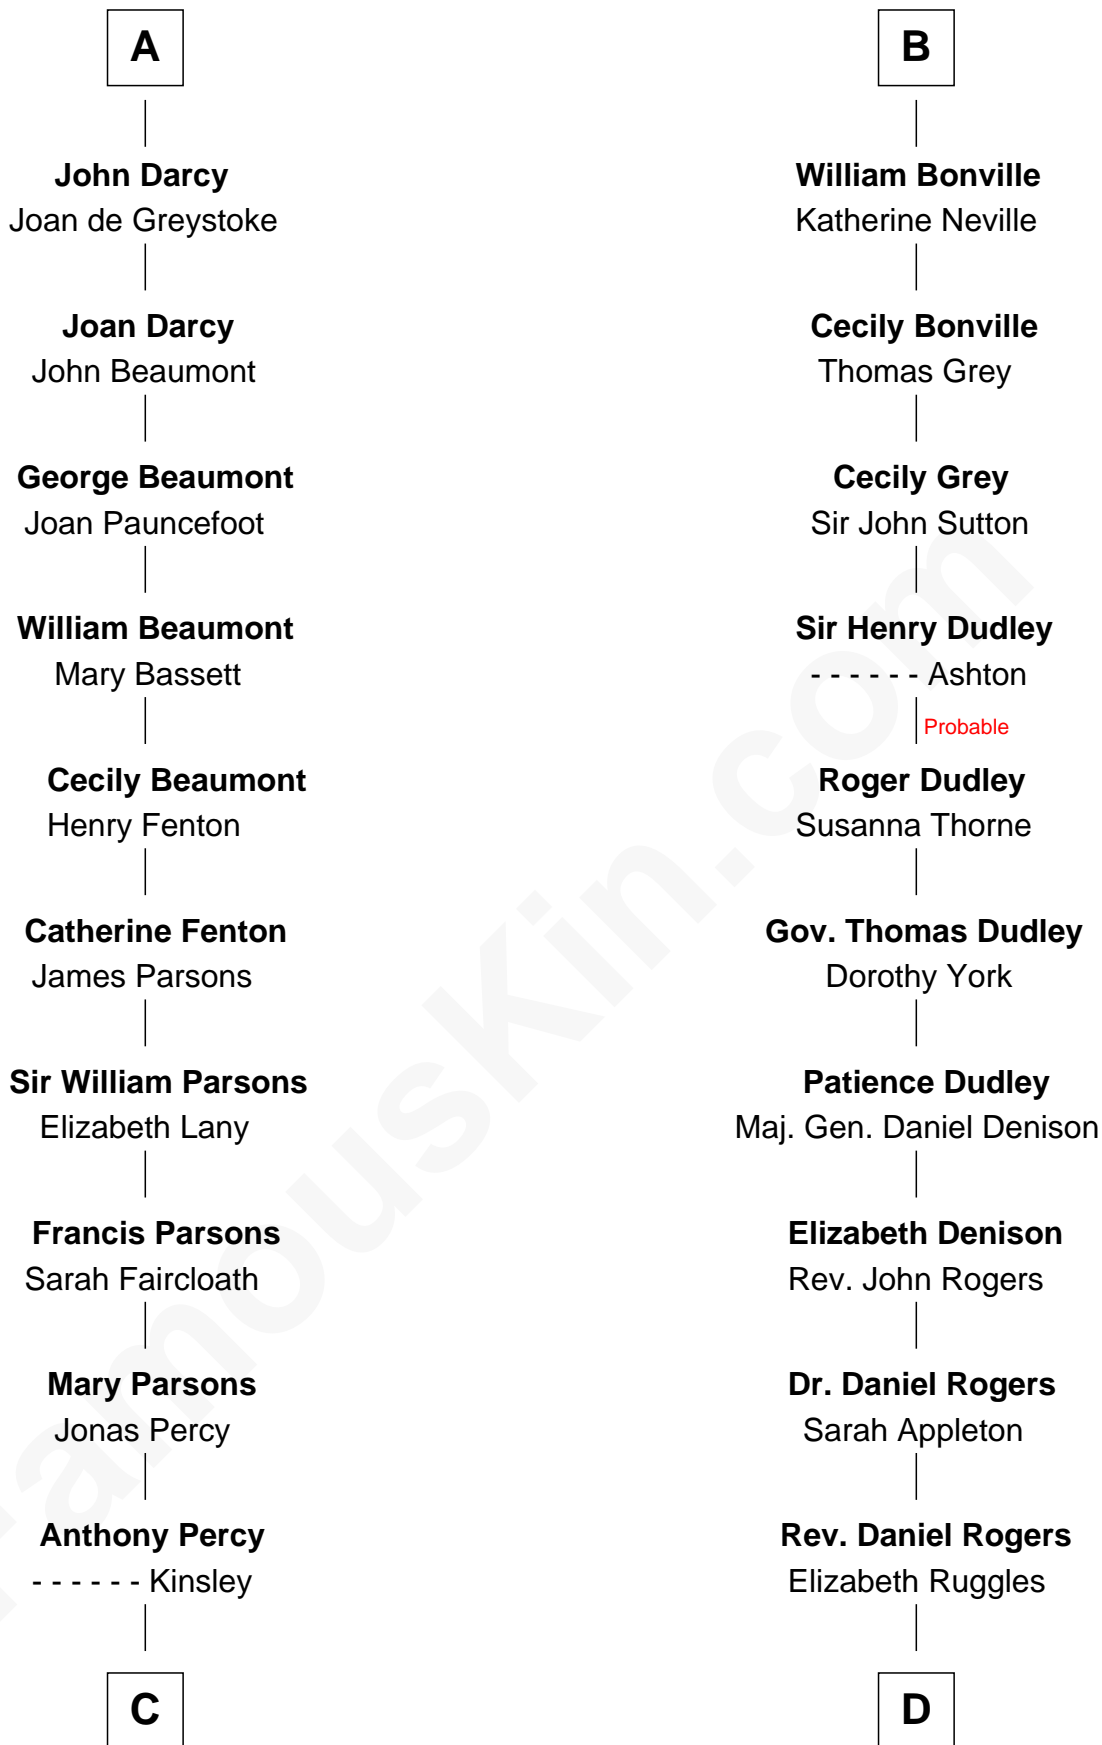 A
John Darcy
Joan de Greystoke
Joan Darcy
John Beaumont
George Beaumont
Joan Pauncefoot
William Beaumont
Mary Bassett
Cecily Beaumont
Henry Fenton
Catherine Fenton
James Parsons
Sir William Parsons
Elizabeth Lany
Francis Parsons
Sarah Faircloath
Mary Parsons
Jonas Percy
Anthony Percy
- - - - - - Kinsley
C
B
William Bonville
Katherine Neville
Cecily Bonville
Thomas Grey
Cecily Grey
Sir John Sutton
Sir Henry Dudley
- - - - - - Ashton
Probable
Roger Dudley
Susanna Thorne
Gov. Thomas Dudley
Dorothy York
Patience Dudley
Maj. Gen. Daniel Denison
Elizabeth Denison
Rev. John Rogers
Dr. Daniel Rogers
Sarah Appleton
Rev. Daniel Rogers
Elizabeth Ruggles
D
FamousKin.com